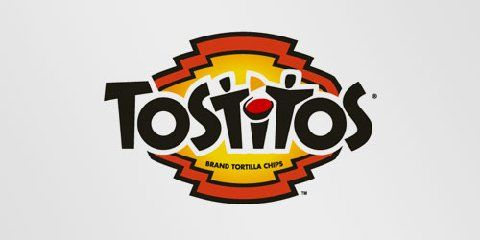 TOSTITOS®
BRAND TORTILLA CHIPS
™